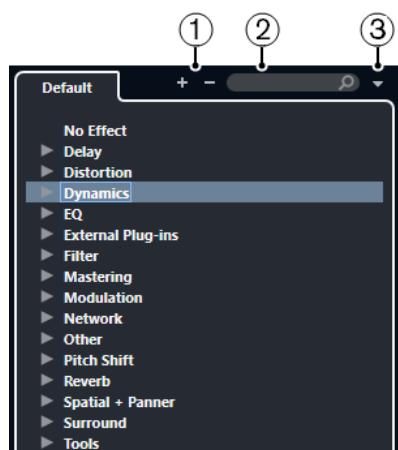 1 2 3
Default + −
No Effect
Delay
Distortion
Dynamics
EQ
External Plug-ins
Filter
Mastering
Modulation
Network
Other
Pitch Shift
Reverb
Spatial + Panner
Surround
Tools